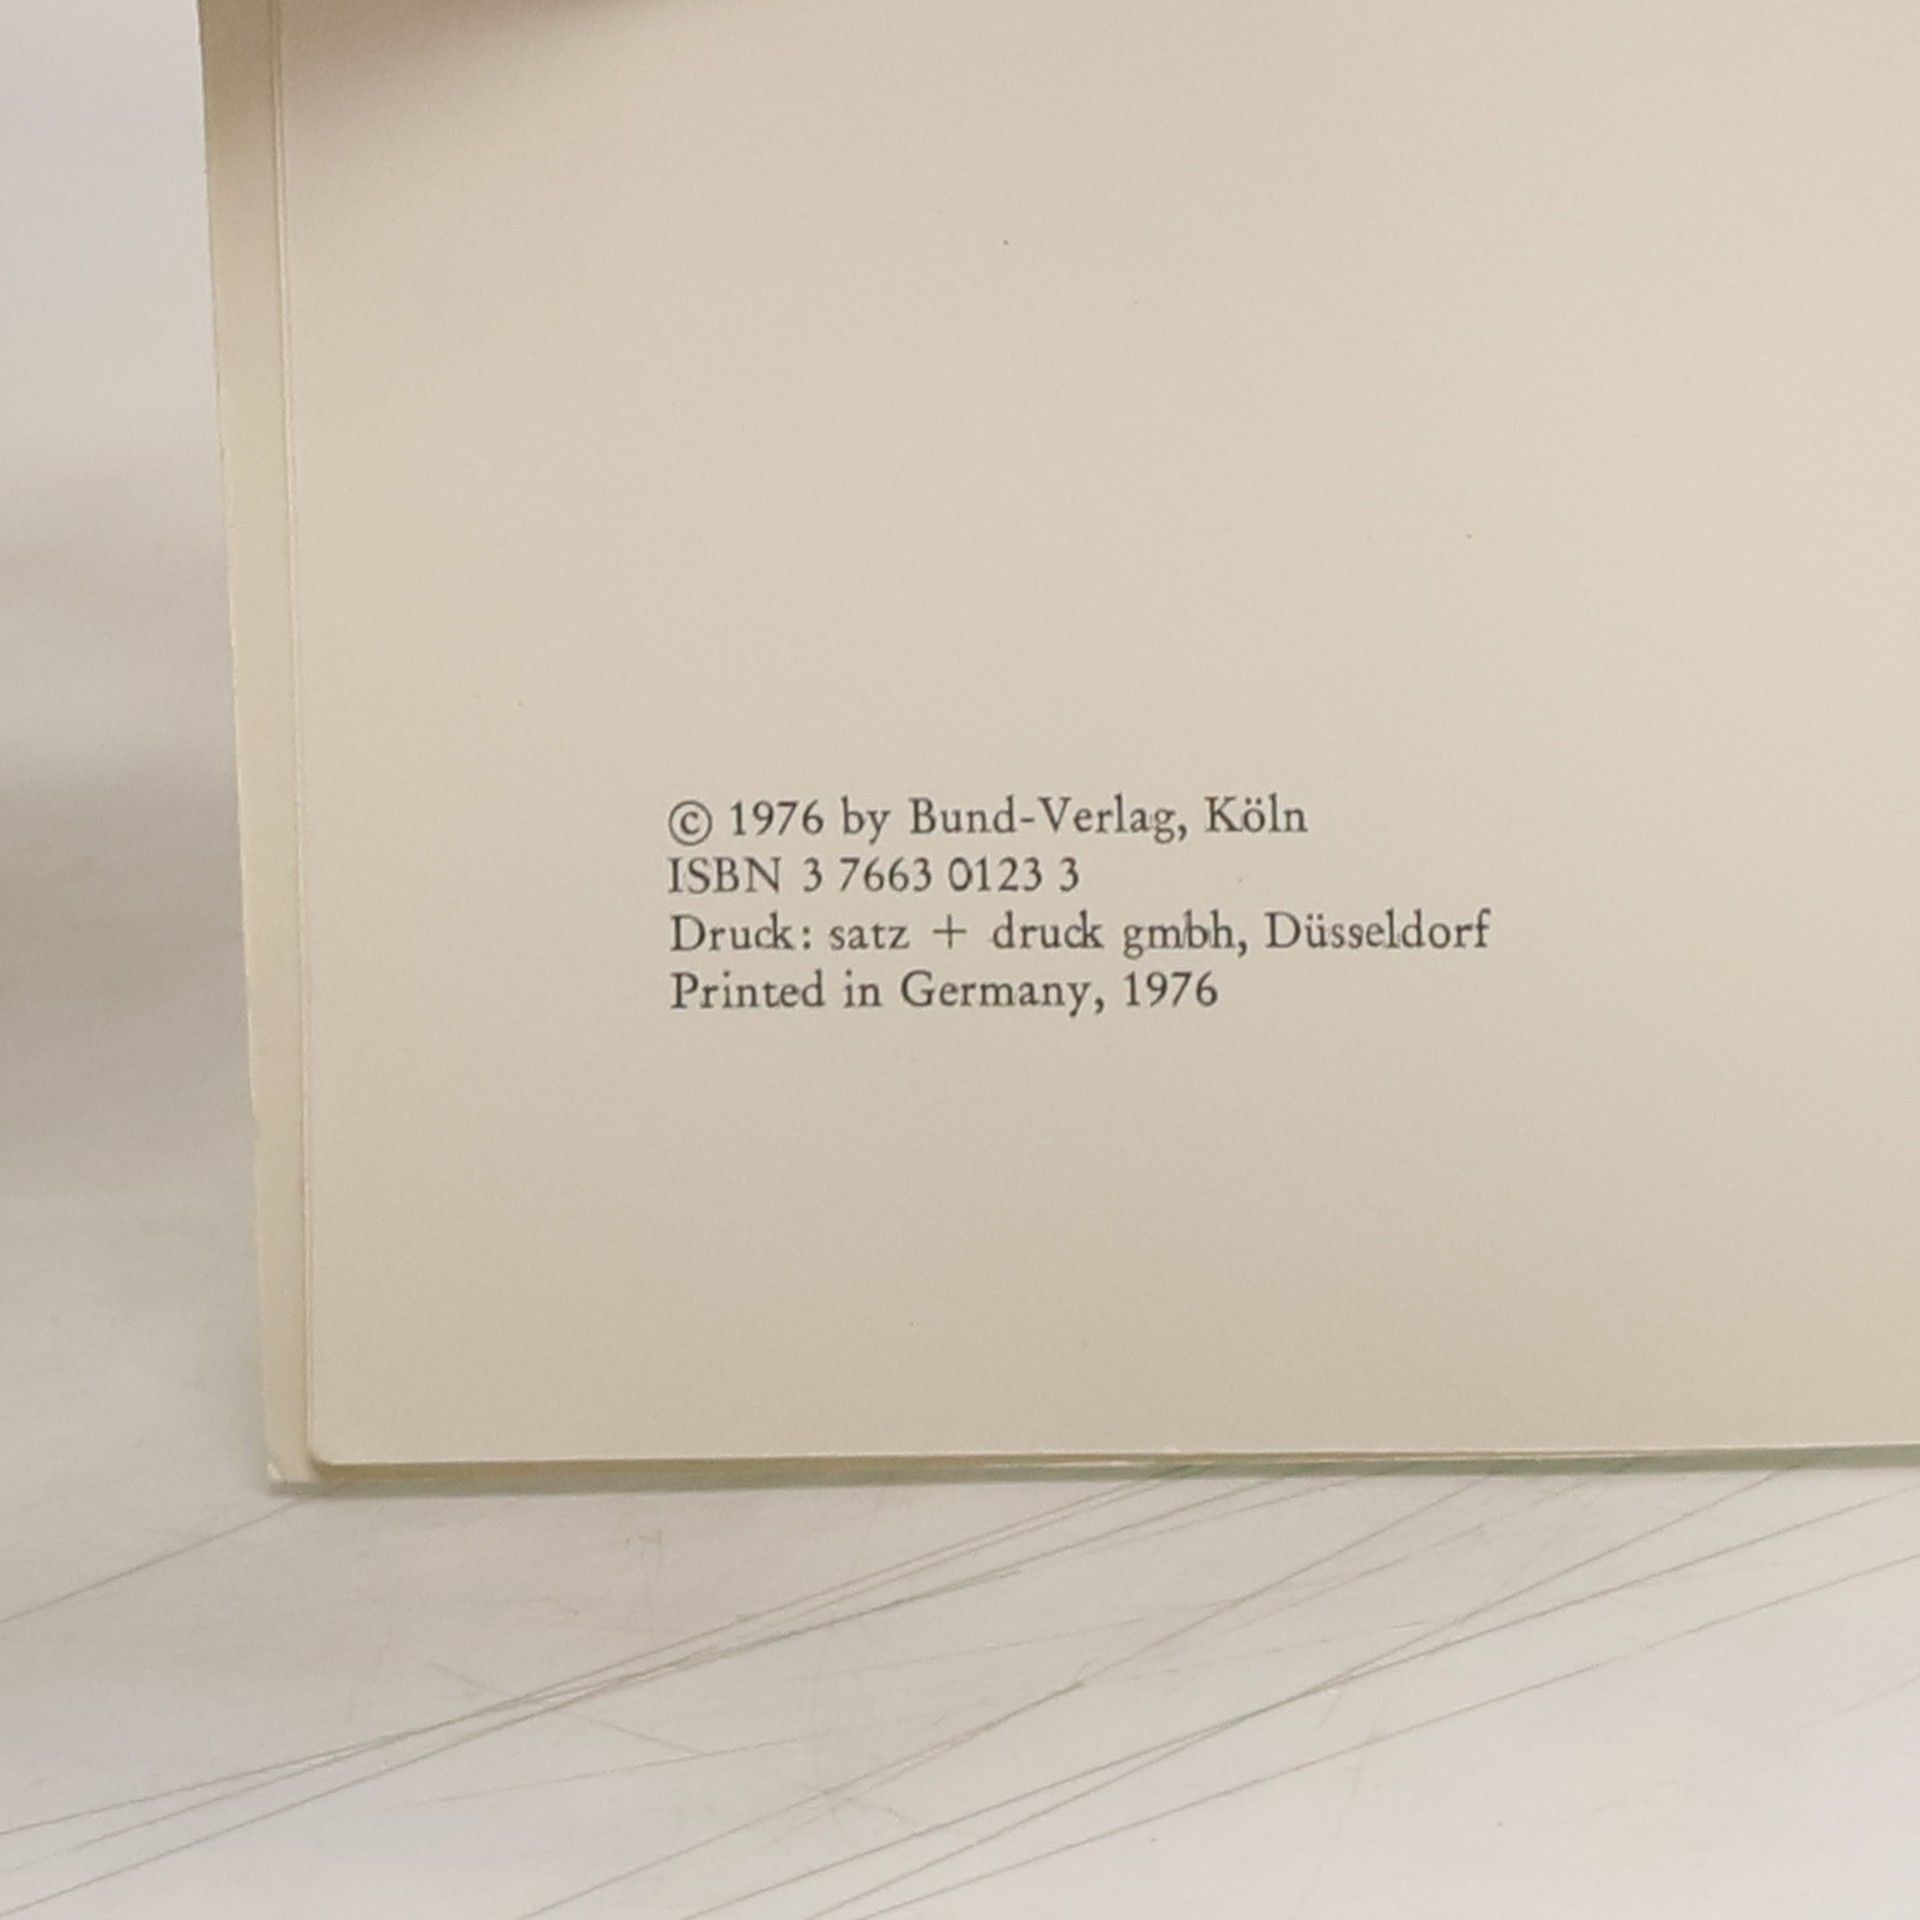 © 1976 by Bund-Verlag, Köln
ISBN 3 7663 0123 3
Druck: satz + druck gmbh, Düsseldorf
Printed in Germany, 1976